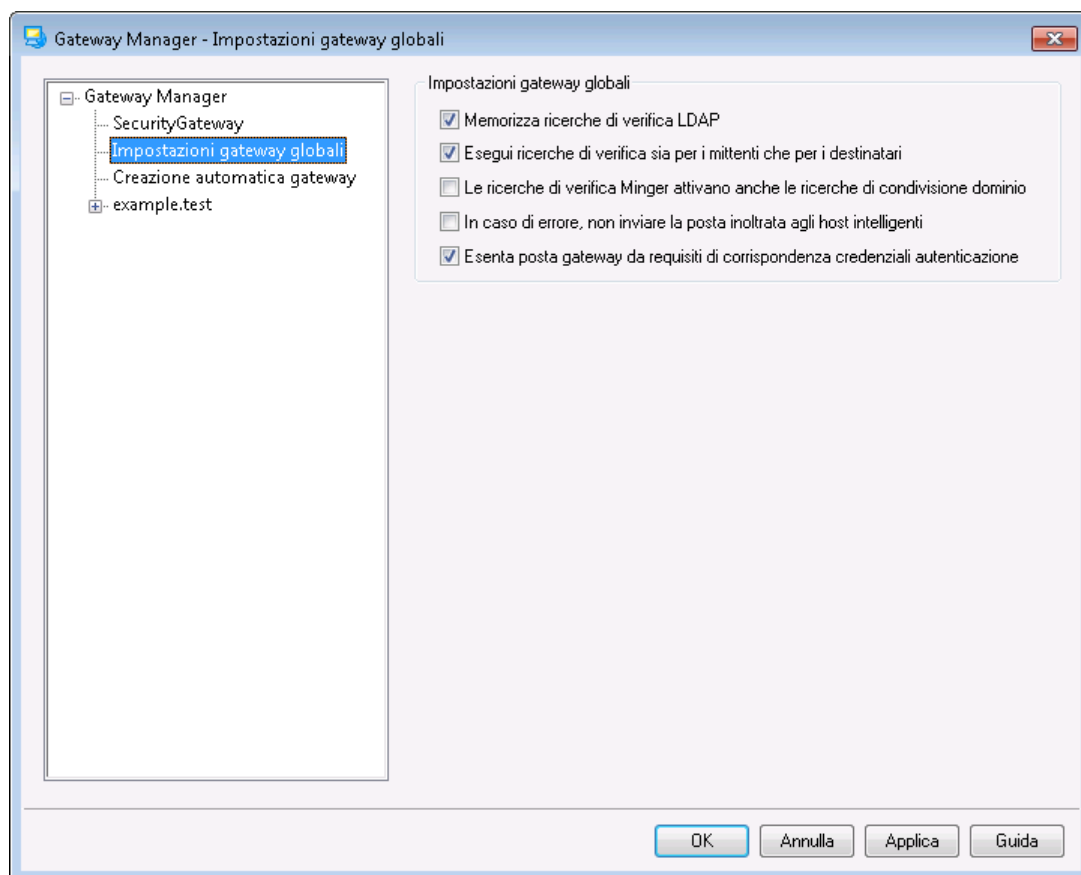 Gateway Manager - Impostazioni gateway globali
Gateway Manager
SecurityGateway
Impostazioni gateway globali
Creazione automatica gateway
example.test
Impostazioni gateway globali
Memorizza ricerche di verifica LDAP
Esegui ricerche di verifica sia per i mittenti che per i destinatari
Le ricerche di verifica Minger attivano anche le ricerche di condivisione dominio
In caso di errore, non inviare la posta inoltrata agli host intelligenti
Esenta posta gateway da requisiti di corrispondenza credenziali autenticazione
OK
Annulla
Applica
Guida